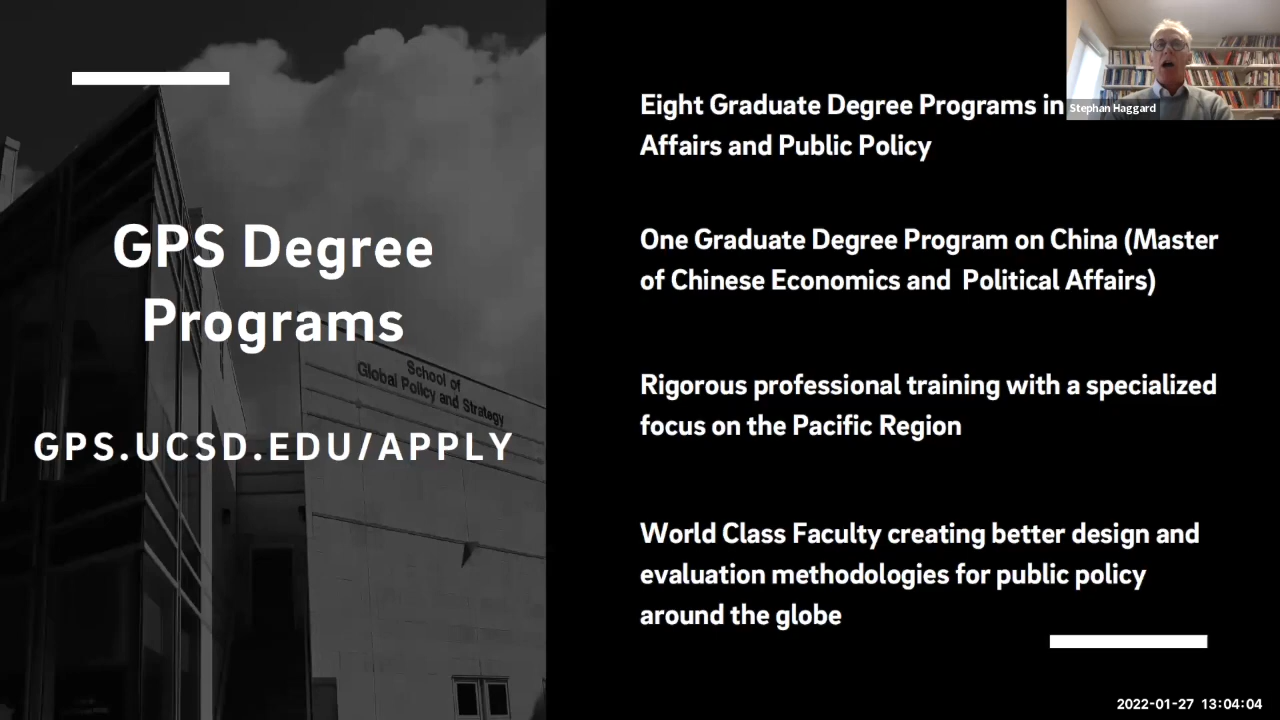 GPS Degree
Programs
GPS.UCSD.EDU/APPLY
School of
Global Policy and Strategy
Eight Graduate Degree Programs in
Affairs and Public Policy
One Graduate Degree Program on China (Master
of Chinese Economics and  Political Affairs)
Rigorous professional training with a specialized
focus on the Pacific Region
World Class Faculty creating better design and
evaluation methodologies for public policy
around the globe
Stephan Haggard
2022-01-27 13:04:04